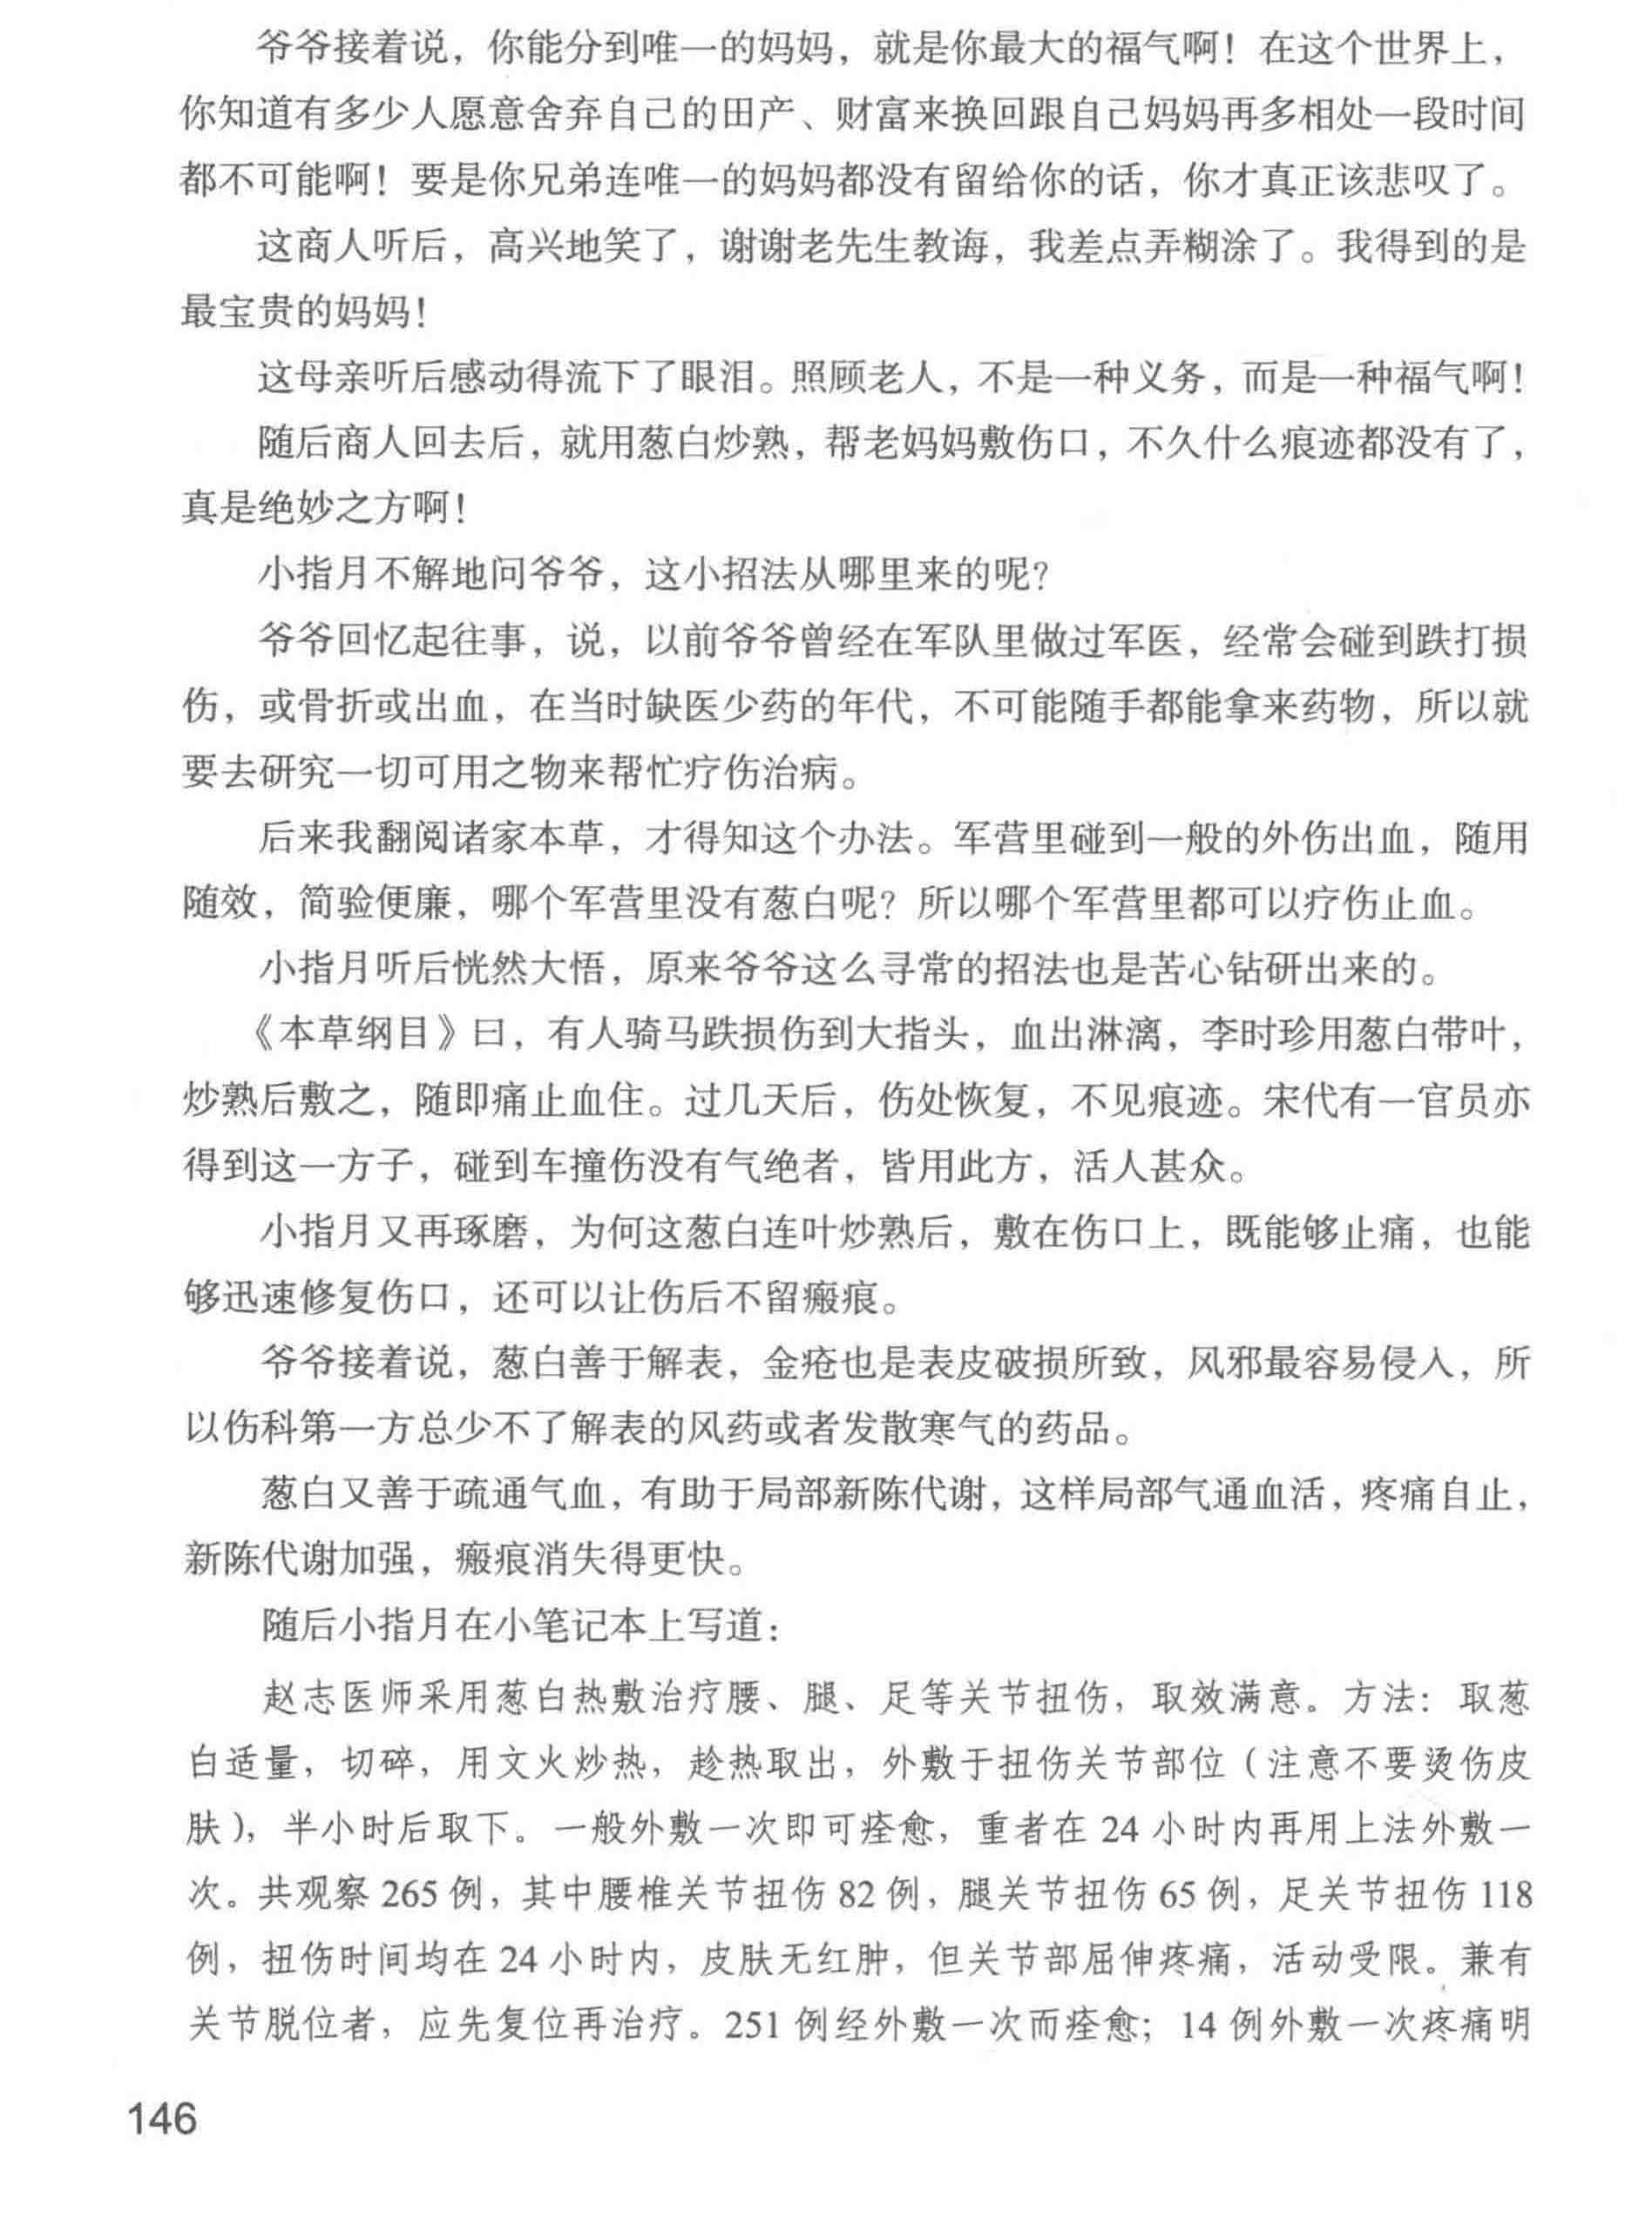 爷爷接着说，你能分到唯一的妈妈，就是你最大的福气啊！在这个世界上，
你知道有多少人愿意舍弃自己的田产、财富来换回跟自己妈妈再多相处一段时间
都不可能啊！要是你兄弟连唯一的妈妈都没有留给你的话，你才真正该悲叹了。
这商人听后，高兴地笑了，谢谢老先生教诲，我差点弄糊涂了。我得到的是
最宝贵的妈妈！
这母亲听后感动得流下了眼泪。照顾老人，不是一种义务，而是一种福气啊！
随后商人回去后，就用葱白炒熟，帮老妈妈敷伤口，不久什么痕迹都没有了，
真是绝妙之方啊！
小指月不解地问爷爷，这小招法从哪里来的呢？
爷爷回忆起往事，说，以前爷爷曾经在军队里做过军医，经常会碰到跌打损
伤，或骨折或出血，在当时缺医少药的年代，不可能随手都能拿来药物，所以就
要去研究一切可用之物来帮忙疗伤治病。
后来我翻阅诸家本草，才得知这个办法。军营里碰到一般的外伤出血，随用
随效，简验便廉，哪个军营里没有葱白呢？所以哪个军营里都可以疗伤止血。
小指月听后恍然大悟，原来爷爷这么寻常的招法也是苦心钻研出来的。
《本草纲目》曰，有人骑马跌损伤到大指头，血出淋漓，李时珍用葱白带叶，
炒熟后敷之，随即痛止血住。过几天后，伤处恢复，不见痕迹。宋代有一官员亦
得到这一方子，碰到车撞伤没有气绝者，皆用此方，活人甚众。
小指月又再琢磨，为何这葱白连叶炒熟后，敷在伤口上，既能够止痛，也能
够迅速修复伤口，还可以让伤后不留瘢痕。
爷爷接着说，葱白善于解表，金疮也是表皮破损所致，风邪最容易侵入，所
以伤科第一方总少不了解表的风药或者发散寒气的药品。
葱白又善于疏通气血，有助于局部新陈代谢，这样局部气通血活，疼痛自止，
新陈代谢加强，瘢痕消失得更快。
随后小指月在小笔记本上写道：
赵志医师采用葱白热敷治疗腰、腿、足等关节扭伤，取效满意。方法：取葱
白适量，切碎，用文火炒热，趁热取出，外敷于扭伤关节部位（注意不要烫伤皮
肤），半小时后取下。一般外敷一次即可痊愈，重者在 24 小时内再用上法外敷一
次。共观察 265 例，其中腰椎关节扭伤 82 例，腿关节扭伤 65 例，足关节扭伤 118
例，扭伤时间均在 24 小时内，皮肤无红肿，但关节部屈伸疼痛，活动受限。兼有
关节脱位者，应先复位再治疗。251 例经外敷一次而痊愈；14 例外敷一次疼痛明
146